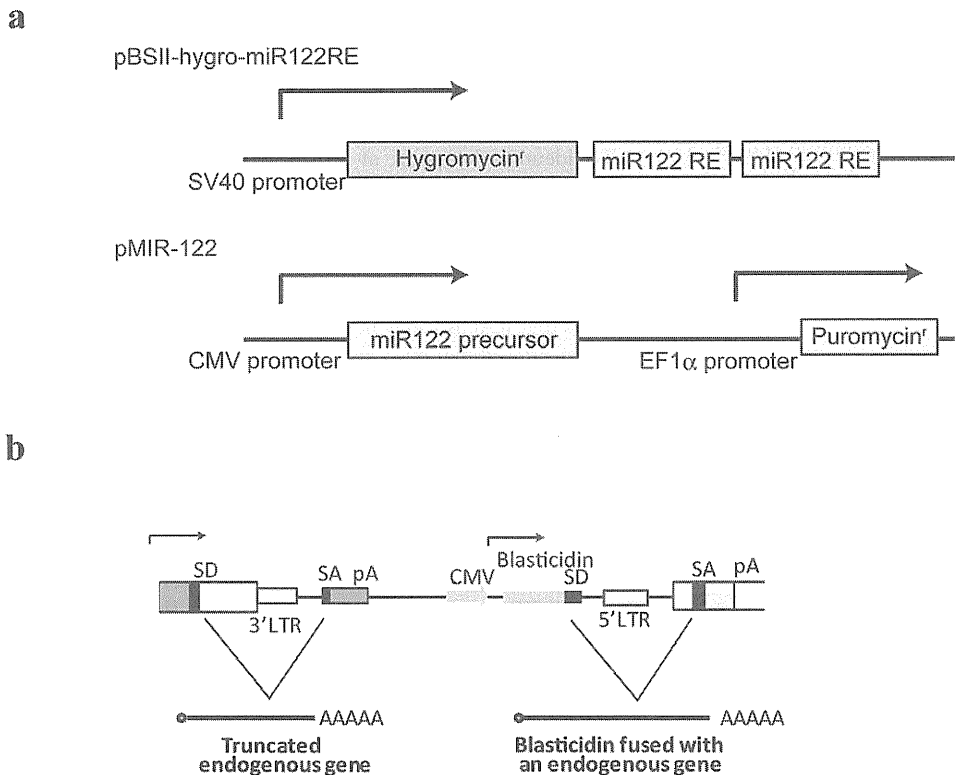 a
pBSII-hygro-miR122RE
Hygromycinʳ
miR122 RE
miR122 RE
SV40 promoter
pMIR-122
miR122 precursor
Puromycinʳ
CMV promoter
EF1α promoter
b
Blasticidin
SD
SA
pA
CMV
SD
SA
pA
3'LTR
5'LTR
AAAAA
AAAAA
Truncated
endogenous gene
Blasticidin fused with
an endogenous gene